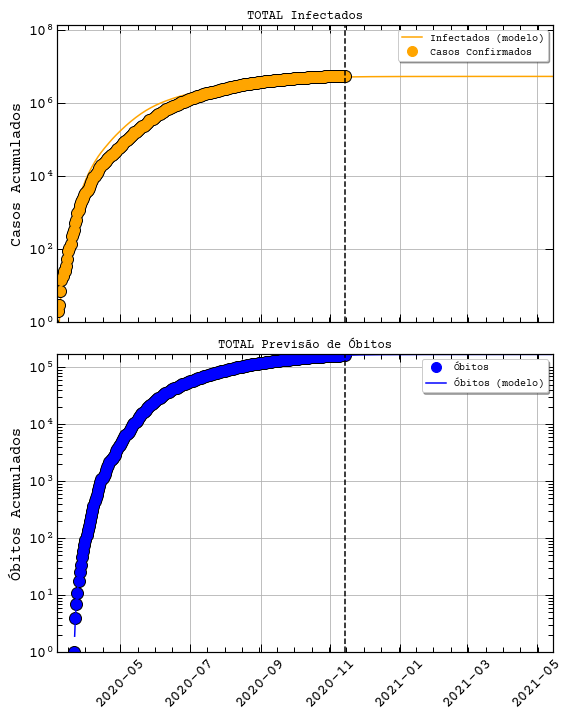 TOTAL Infectados
10^8
10^6
10^4
10^2
10^0
Casos Acumulados
Infectados (modelo)
Casos Confirmados
TOTAL Previsão de Óbitos
10^5
10^4
10^3
10^2
10^1
10^0
Óbitos Acumulados
Óbitos
Óbitos (modelo)
2020-05
2020-07
2020-09
2020-11
2021-01
2021-03
2021-05